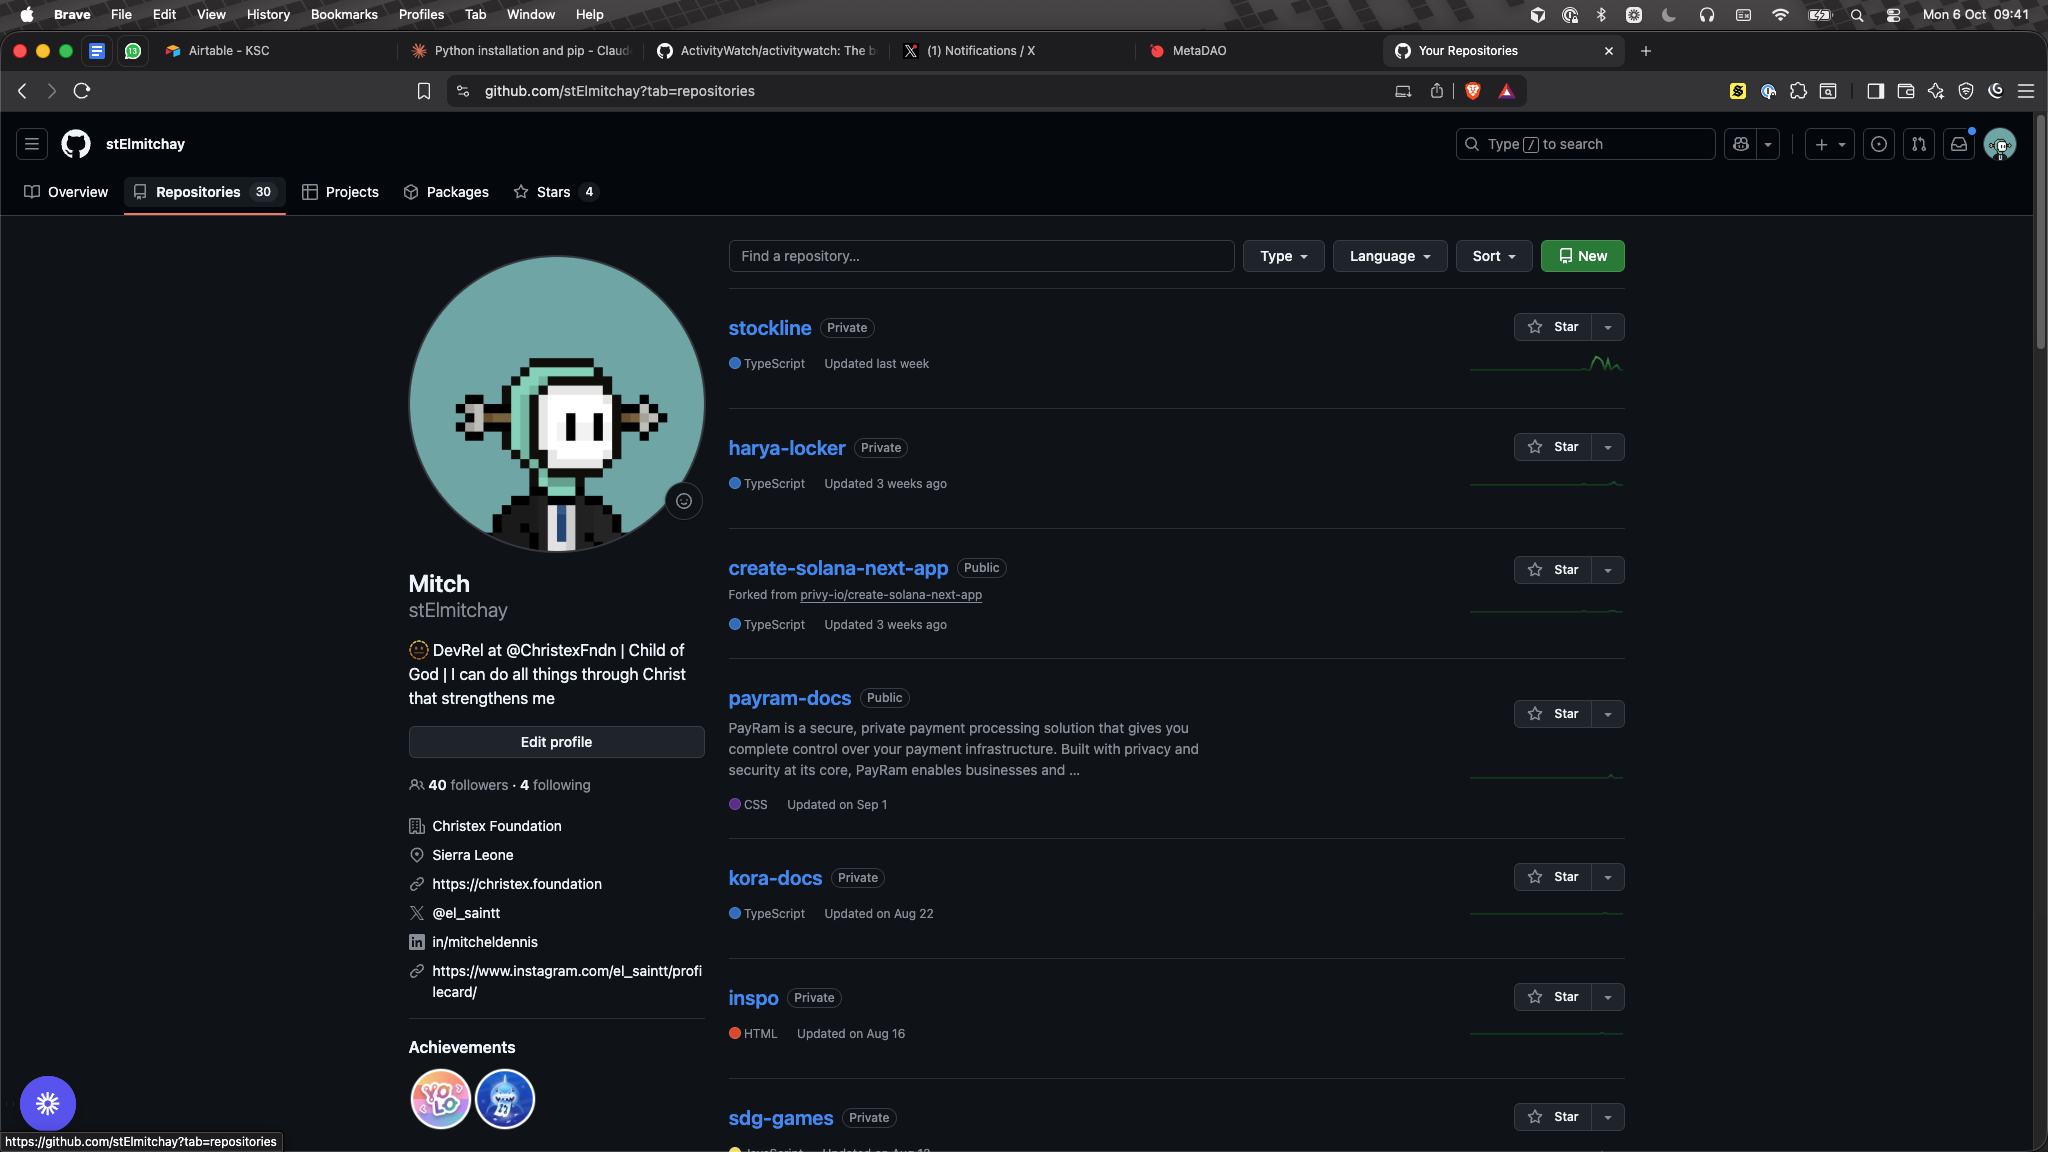 Brave File Edit View History Bookmarks Profiles Tab Window Help
Mon 6 Oct 09:41
13
Airtable - KSC
Python installation and pip - Claud
ActivityWatch/activitywatch: The b
(1) Notifications / X
MetaDAO
Your Repositories
github.com/stElmitchay?tab=repositories
stElmitchay
Type / to search
Overview
Repositories 30
Projects
Packages
Stars 4
Find a repository...
Type
Language
Sort
New
stockline Private
Star
TypeScript Updated last week
harya-locker Private
Star
TypeScript Updated 3 weeks ago
create-solana-next-app Public
Star
Forked from privy-io/create-solana-next-app
TypeScript Updated 3 weeks ago
payram-docs Public
Star
PayRam is a secure, private payment processing solution that gives you
complete control over your payment infrastructure. Built with privacy and
security at its core, PayRam enables businesses and ...
CSS Updated on Sep 1
kora-docs Private
Star
TypeScript Updated on Aug 22
inspo Private
Star
HTML Updated on Aug 16
sdg-games Private
Star
Mitch
stElmitchay
DevRel at @ChristexFndn | Child of
God | I can do all things through Christ
that strengthens me
Edit profile
40 followers · 4 following
Christex Foundation
Sierra Leone
https://christex.foundation
@el_saintt
in/mitcheldennis
https://www.instagram.com/el_saintt/profi
lecard/
Achievements
YOLO
https://github.com/stElmitchay?tab=repositories